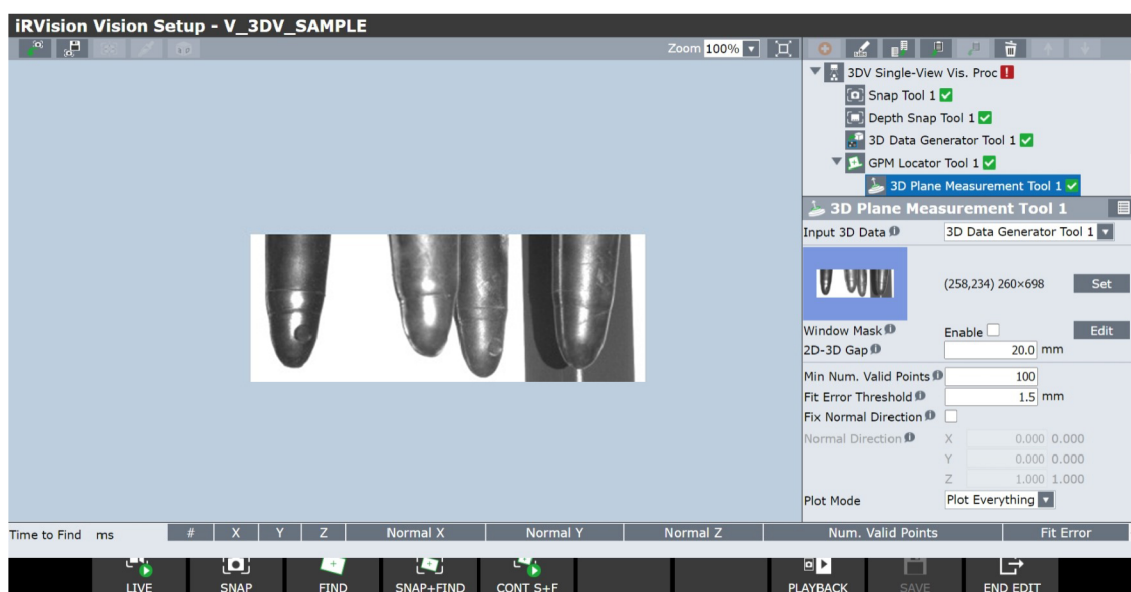 iRVision Vision Setup - V_3DV_SAMPLE
Zoom 100%
3DV Single-View Vis. Proc
Snap Tool 1
Depth Snap Tool 1
3D Data Generator Tool 1
GPM Locator Tool 1
3D Plane Measurement Tool 1
3D Plane Measurement Tool 1
Input 3D Data 3D Data Generator Tool 1
(258,234) 260×698 Set
Window Mask Enable Edit
2D-3D Gap 20.0 mm
Min Num. Valid Points 100
Fit Error Threshold 1.5 mm
Fix Normal Direction
Normal Direction X 0.000 0.000
Y 0.000 0.000
Z 1.000 1.000
Plot Mode Plot Everything
Time to Find ms # X Y Z Normal X Normal Y Normal Z Num. Valid Points Fit Error
LIVE SNAP FIND SNAP+FIND CONT S+F PLAYBACK SAVE END EDIT